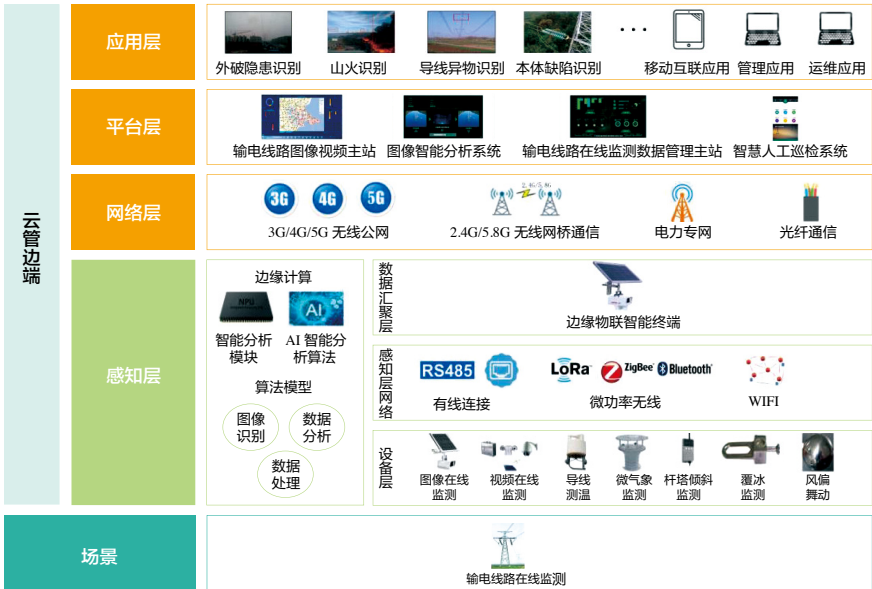 云管边端
应用层
外破隐患识别
山火识别
导线异物识别
本体缺陷识别
···
移动互联应用
管理应用
运维应用
平台层
输电线路图像视频主站
图像智能分析系统
输电线路在线监测数据管理主站
智慧人工巡检系统
网络层
3G
4G
5G
2.4G/5.8G
3G/4G/5G 无线公网
2.4G/5.8G 无线网桥通信
电力专网
光纤通信
感知层
边缘计算
NPU
AI
智能分析
模块
AI 智能分
析算法
算法模型
图像
识别
数据
分析
数据
处理
数据汇聚层
边缘物联智能终端
感知层网络
RS485
LoRa
ZigBee
Bluetooth
有线连接
微功率无线
WIFI
设备层
图像在线
监测
视频在线
监测
导线
测温
微气象
监测
杆塔倾斜
监测
覆冰
监测
风偏
舞动
场景
输电线路在线监测